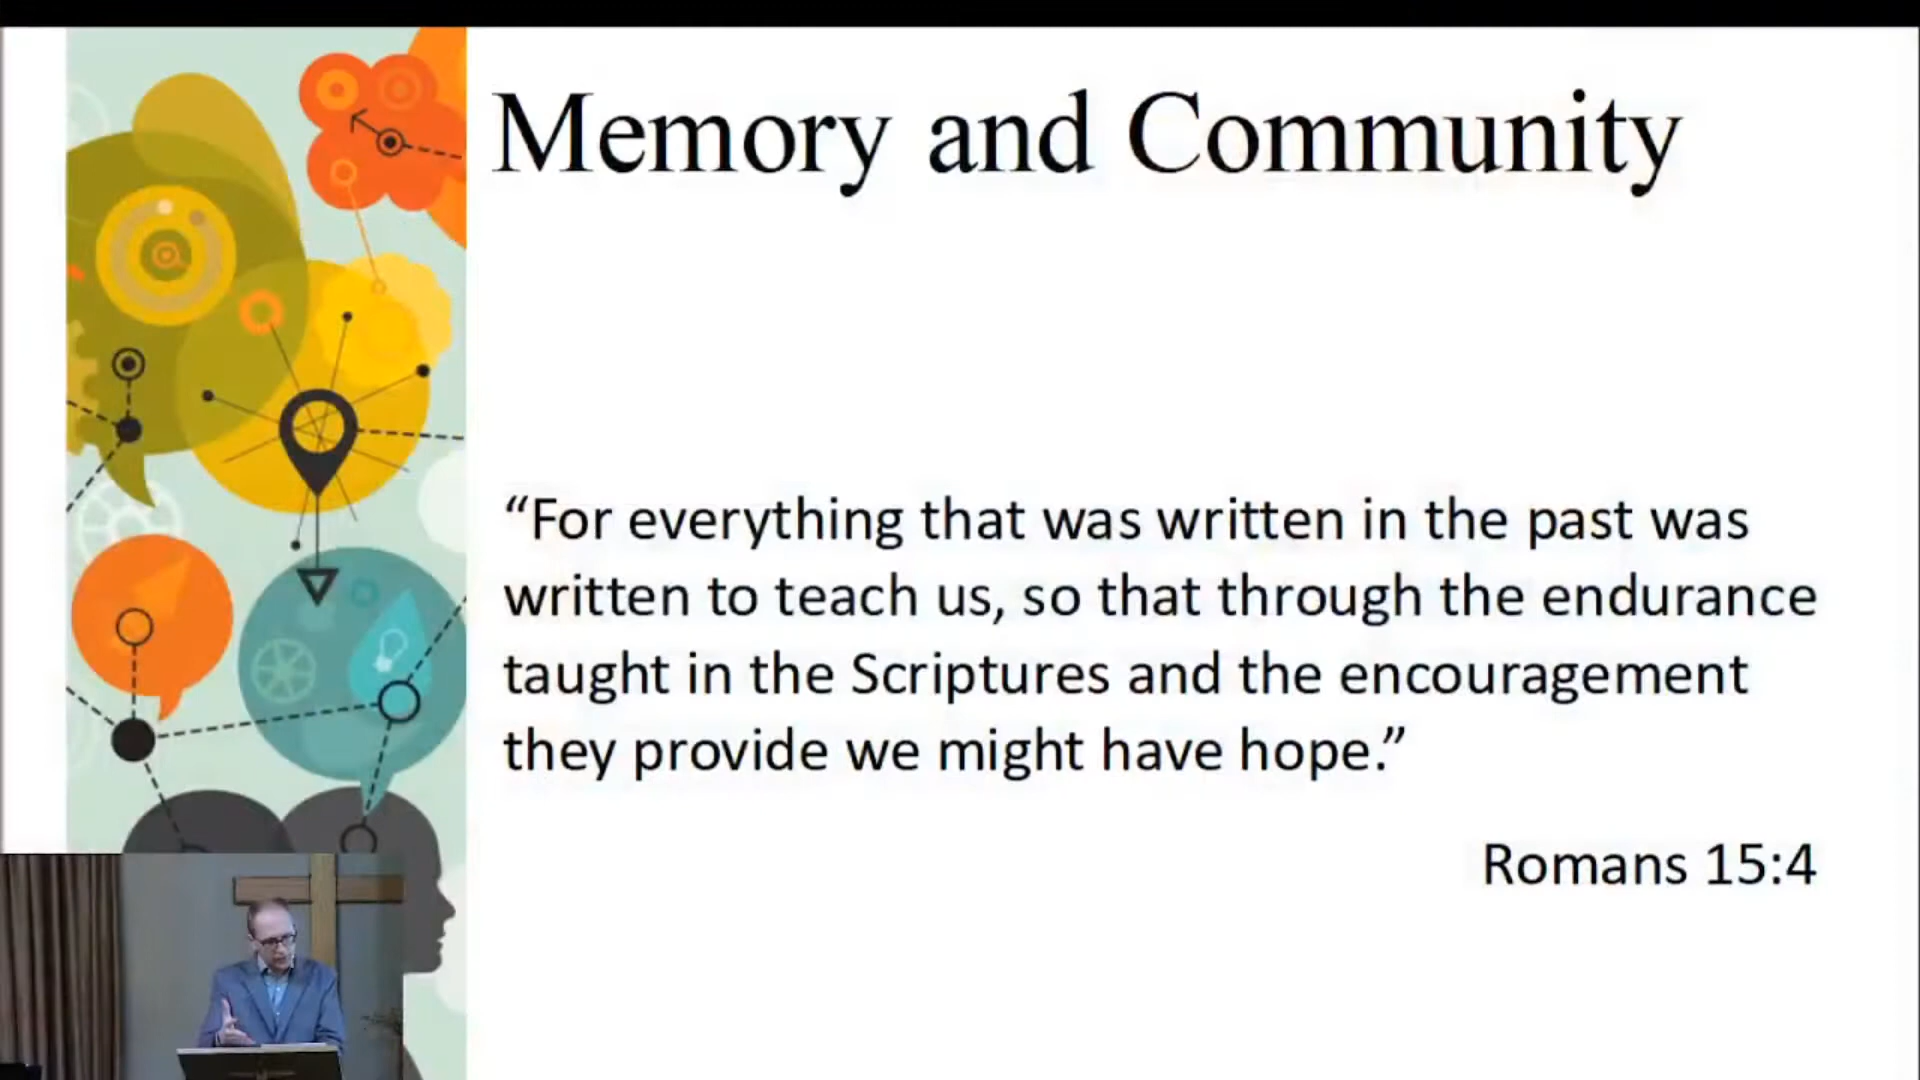 Memory and Community
“For everything that was written in the past was
written to teach us, so that through the endurance
taught in the Scriptures and the encouragement
they provide we might have hope.”
Romans 15:4